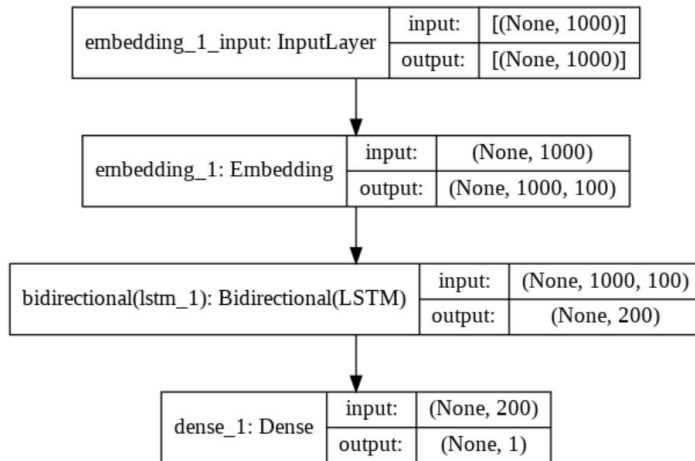 embedding_1_input: InputLayer
input: [(None, 1000)]
output: [(None, 1000)]
embedding_1: Embedding
input: (None, 1000)
output: (None, 1000, 100)
bidirectional(lstm_1): Bidirectional(LSTM)
input: (None, 1000, 100)
output: (None, 200)
dense_1: Dense
input: (None, 200)
output: (None, 1)